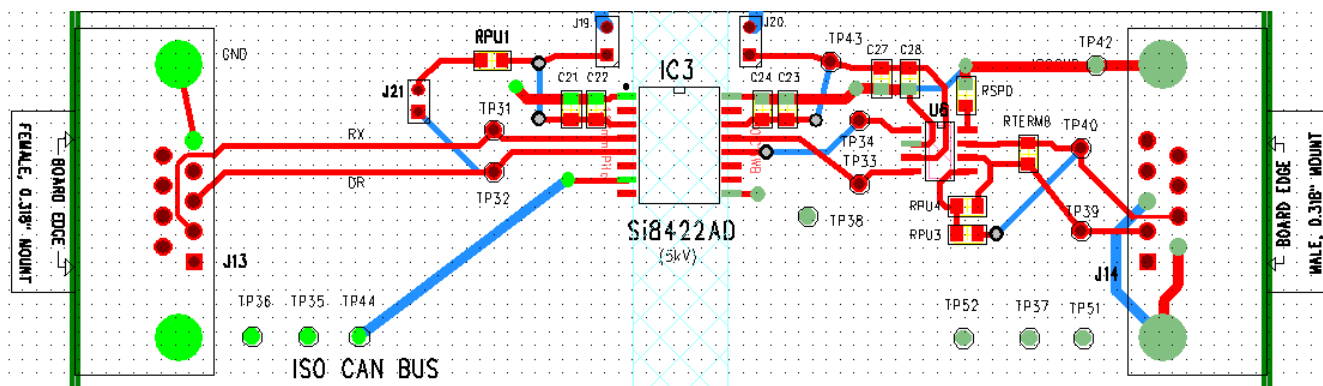 J19
J20
RPU1
TP43
C27
C28
TP42
GND
IC3
C21
C22
C24
C23
RSPD
J21
TP31
U6
RTERM8
TP34
TP40
RX
TP33
FEMALE, 0.318" MOUNT
BOARD EDGE
DR
TP32
BOARD EDGE
MALE, 0.318" MOUNT
RPU4
TP39
TP38
Si8422AD
RPU3
(5kV)
J13
J14
TP36
TP35
TP44
TP52
TP37
TP51
ISO CAN BUS